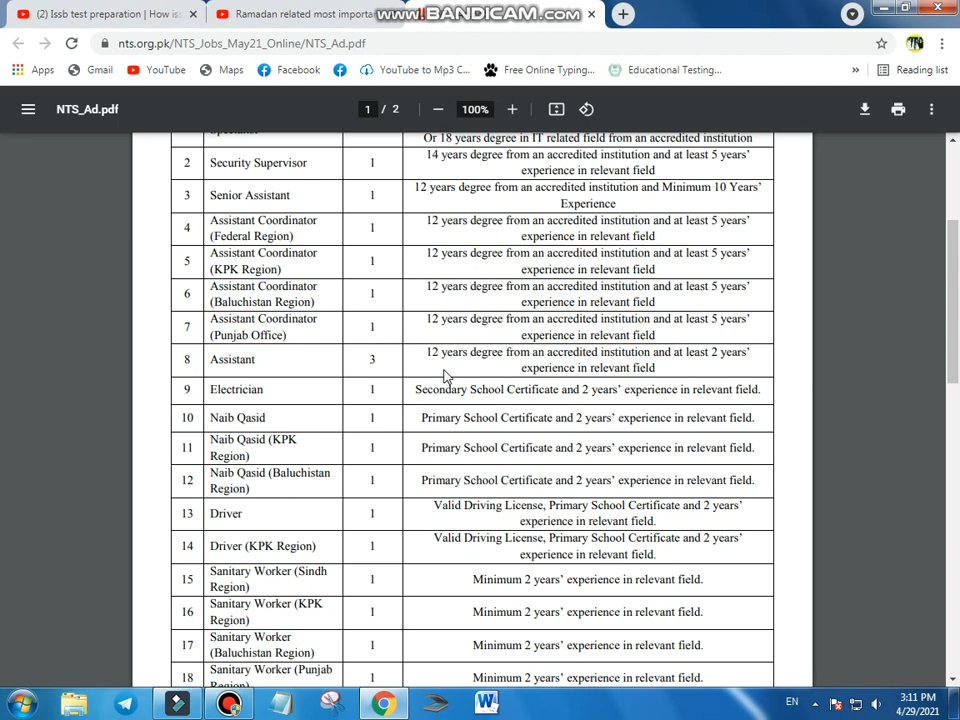 (2) Issb test preparation | How is
Ramadan related most importa
WWW.BANDICAM.COM
nts.org.pk/NTS_Jobs_May21_Online/NTS_Ad.pdf
Apps
Gmail
YouTube
Maps
Facebook
YouTube to Mp3 C...
Free Online Typing...
Educational Testing...
»
Reading list
NTS_Ad.pdf
1 / 2
100%
Or 18 years degree in IT related field from an accredited institution
2 Security Supervisor 1 14 years degree from an accredited institution and at least 5 years’
experience in relevant field
3 Senior Assistant 1 12 years degree from an accredited institution and Minimum 10 Years’
Experience
4 Assistant Coordinator
(Federal Region) 1 12 years degree from an accredited institution and at least 5 years’
experience in relevant field
5 Assistant Coordinator
(KPK Region) 1 12 years degree from an accredited institution and at least 5 years’
experience in relevant field
6 Assistant Coordinator
(Baluchistan Region) 1 12 years degree from an accredited institution and at least 5 years’
experience in relevant field
7 Assistant Coordinator
(Punjab Office) 1 12 years degree from an accredited institution and at least 5 years’
experience in relevant field
8 Assistant 3 12 years degree from an accredited institution and at least 2 years’
experience in relevant field
9 Electrician 1 Secondary School Certificate and 2 years’ experience in relevant field.
10 Naib Qasid 1 Primary School Certificate and 2 years’ experience in relevant field.
11 Naib Qasid (KPK
Region) 1 Primary School Certificate and 2 years’ experience in relevant field.
12 Naib Qasid (Baluchistan
Region) 1 Primary School Certificate and 2 years’ experience in relevant field.
13 Driver 1 Valid Driving License, Primary School Certificate and 2 years’
experience in relevant field.
14 Driver (KPK Region) 1 Valid Driving License, Primary School Certificate and 2 years’
experience in relevant field.
15 Sanitary Worker (Sindh
Region) 1 Minimum 2 years’ experience in relevant field.
16 Sanitary Worker (KPK
Region) 1 Minimum 2 years’ experience in relevant field.
17 Sanitary Worker
(Baluchistan Region) 1 Minimum 2 years’ experience in relevant field.
18 Sanitary Worker (Punjab
Region) 1 Minimum 2 years’ experience in relevant field.
EN
3:11 PM
4/29/2021